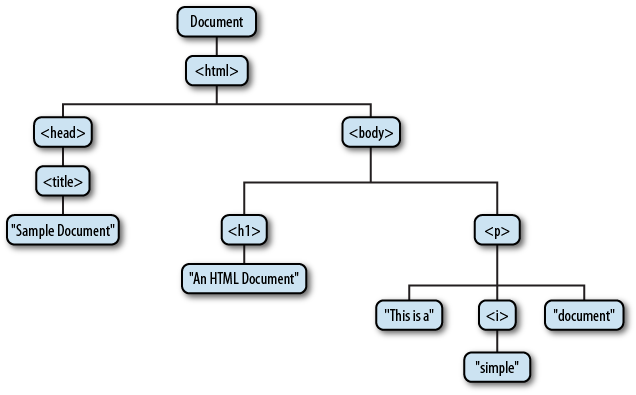 Document
<html>
<head>
<body>
<title>
"Sample Document"
<h1>
<p>
"An HTML Document"
"This is a"
<i>
"document"
"simple"